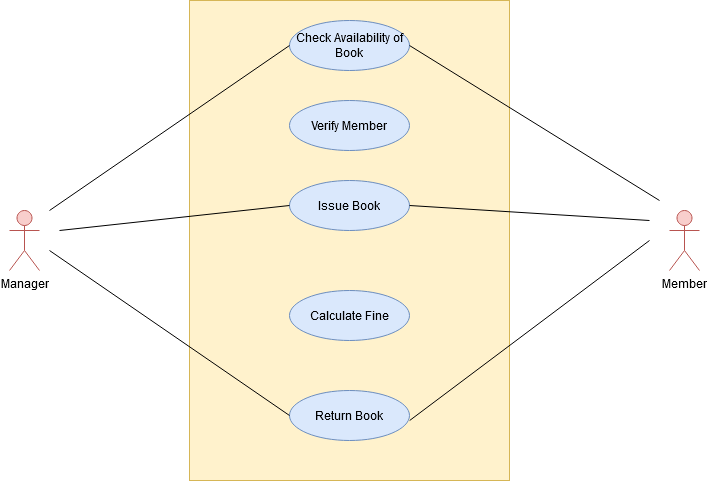 Check Availability of
Book
Verify Member
Issue Book
Manager
Member
Calculate Fine
Return Book